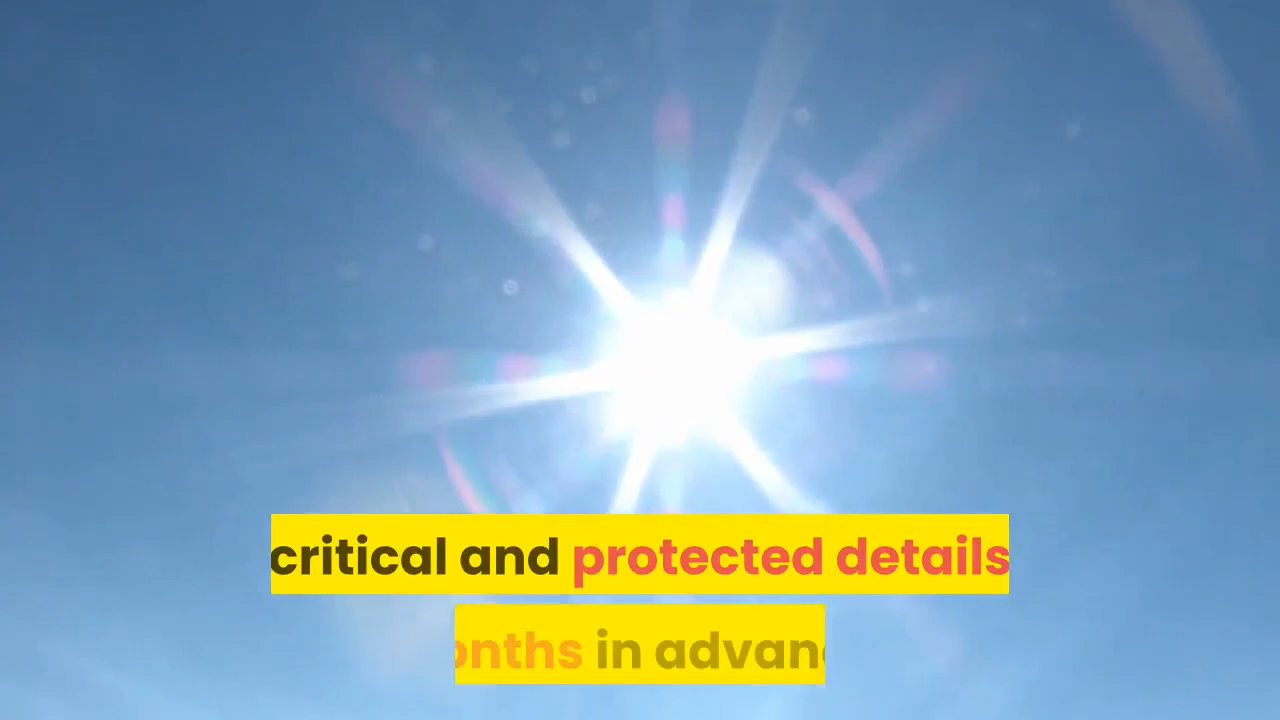 critical and protected details
onths in advanc